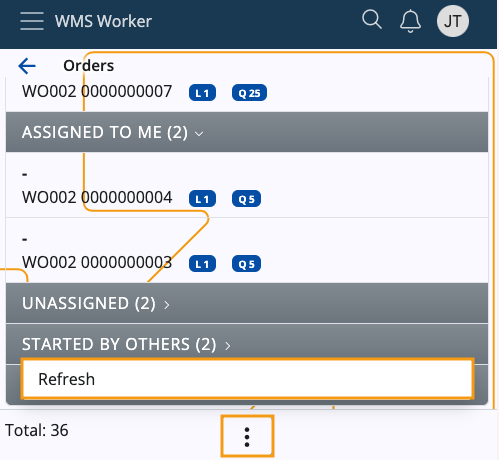 WMS Worker
JT
Orders
WO002 0000000007 L 1 Q 25
ASSIGNED TO ME (2)
-
WO002 0000000004 L 1 Q 5
-
WO002 0000000003 L 1 Q 5
UNASSIGNED (2)
STARTED BY OTHERS (2)
Refresh
Total: 36